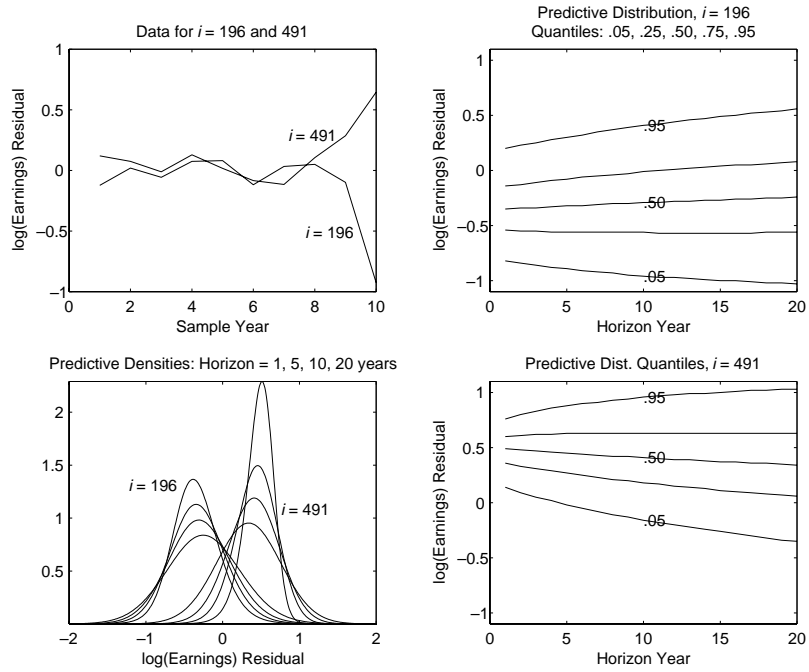 Data for i = 196 and 491
1
0.5
0
−0.5
−1
0
2
4
6
8
10
i = 491
i = 196
log(Earnings) Residual
Sample Year
Predictive Distribution, i = 196
Quantiles: .05, .25, .50, .75, .95
1
0.5
0
−0.5
−1
0
5
10
15
20
.95
.50
.05
log(Earnings) Residual
Horizon Year
Predictive Densities: Horizon = 1, 5, 10, 20 years
2
1.5
1
0.5
−2
−1
0
1
2
i = 196
i = 491
log(Earnings) Residual
Predictive Dist. Quantiles, i = 491
1
0.5
0
−0.5
−1
0
5
10
15
20
.95
.50
.05
log(Earnings) Residual
Horizon Year